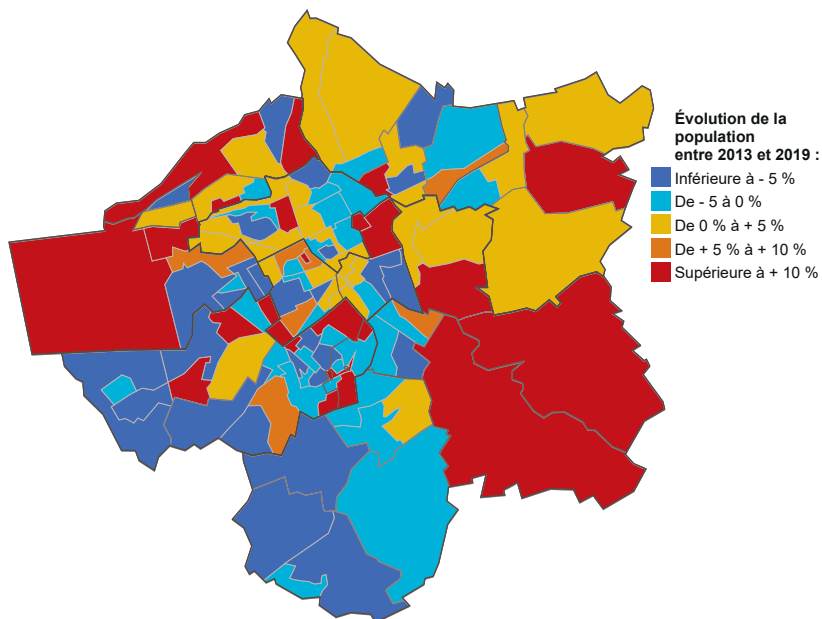 Évolution de la
population
entre 2013 et 2019 :
Inférieure à - 5 %
De - 5 à 0 %
De 0 % à + 5 %
De + 5 % à + 10 %
Supérieure à + 10 %